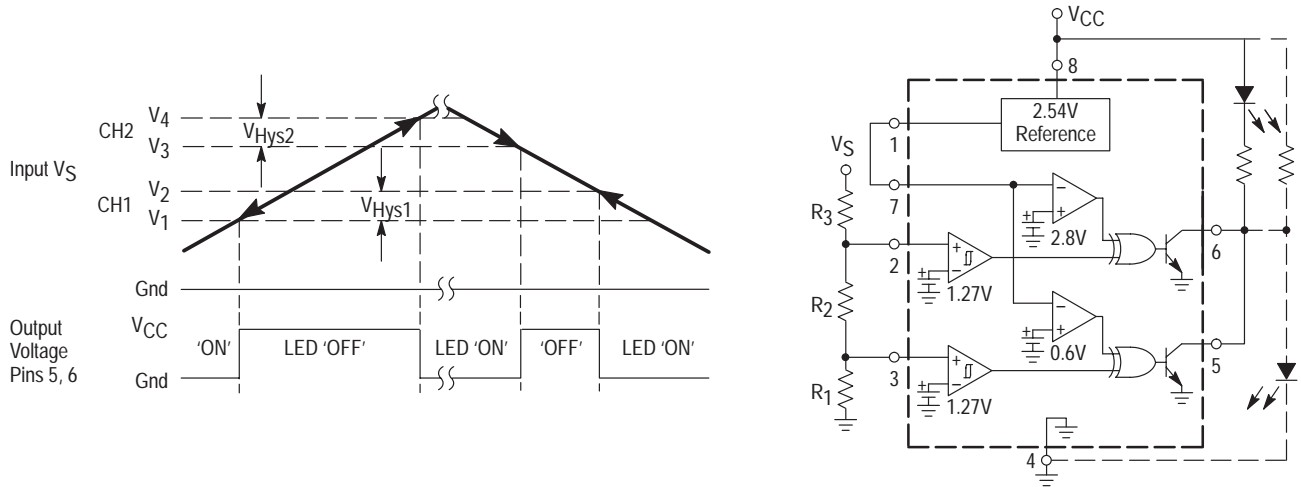 Input VS
CH2
V4
V3
VHys2
CH1
V2
V1
VHys1
Gnd
Output
Voltage
Pins 5, 6
VCC
Gnd
'ON'
LED 'OFF'
LED 'ON'
'OFF'
LED 'ON'
VCC
8
2.54V
Reference
1
VS
7
R3
+
-
2.8V
6
2
+
-
1.27V
R2
+
-
0.6V
5
3
+
-
1.27V
R1
4